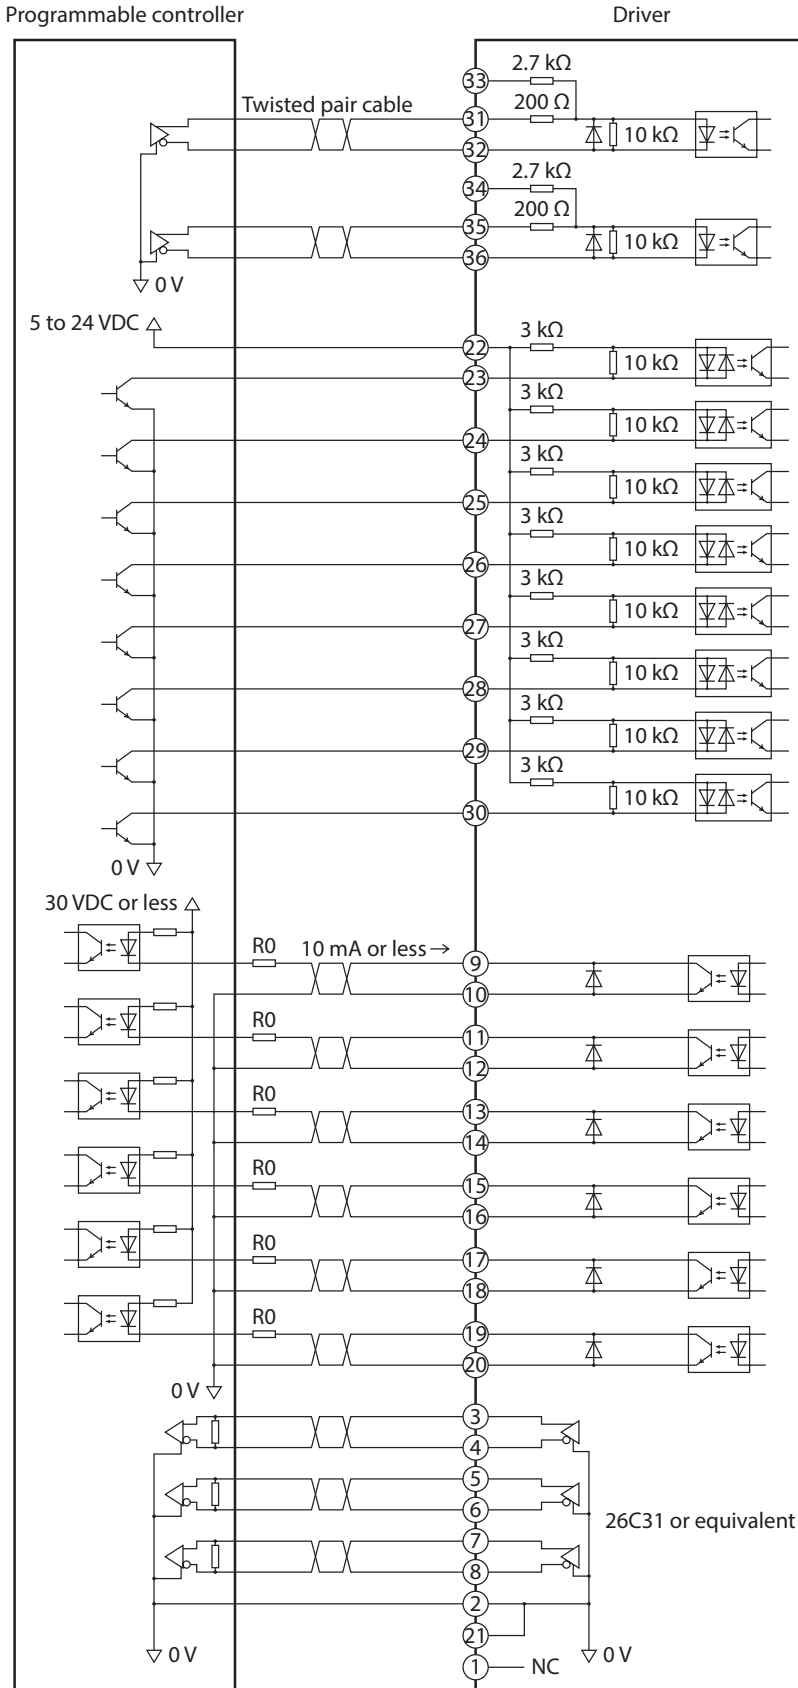 Programmable controller
Driver
33
2.7 kΩ
Twisted pair cable
31
200 Ω
10 kΩ
32
34
2.7 kΩ
35
200 Ω
10 kΩ
36
0 V
5 to 24 VDC
22
3 kΩ
10 kΩ
23
3 kΩ
10 kΩ
24
3 kΩ
10 kΩ
25
3 kΩ
10 kΩ
26
3 kΩ
10 kΩ
27
3 kΩ
10 kΩ
28
3 kΩ
10 kΩ
29
3 kΩ
10 kΩ
30
0 V
30 VDC or less
R0
10 mA or less →
9
10
R0
11
12
R0
13
14
R0
15
16
R0
17
18
R0
19
20
0 V
3
4
5
6
26C31 or equivalent
7
8
2
21
0 V
0 V
1
NC